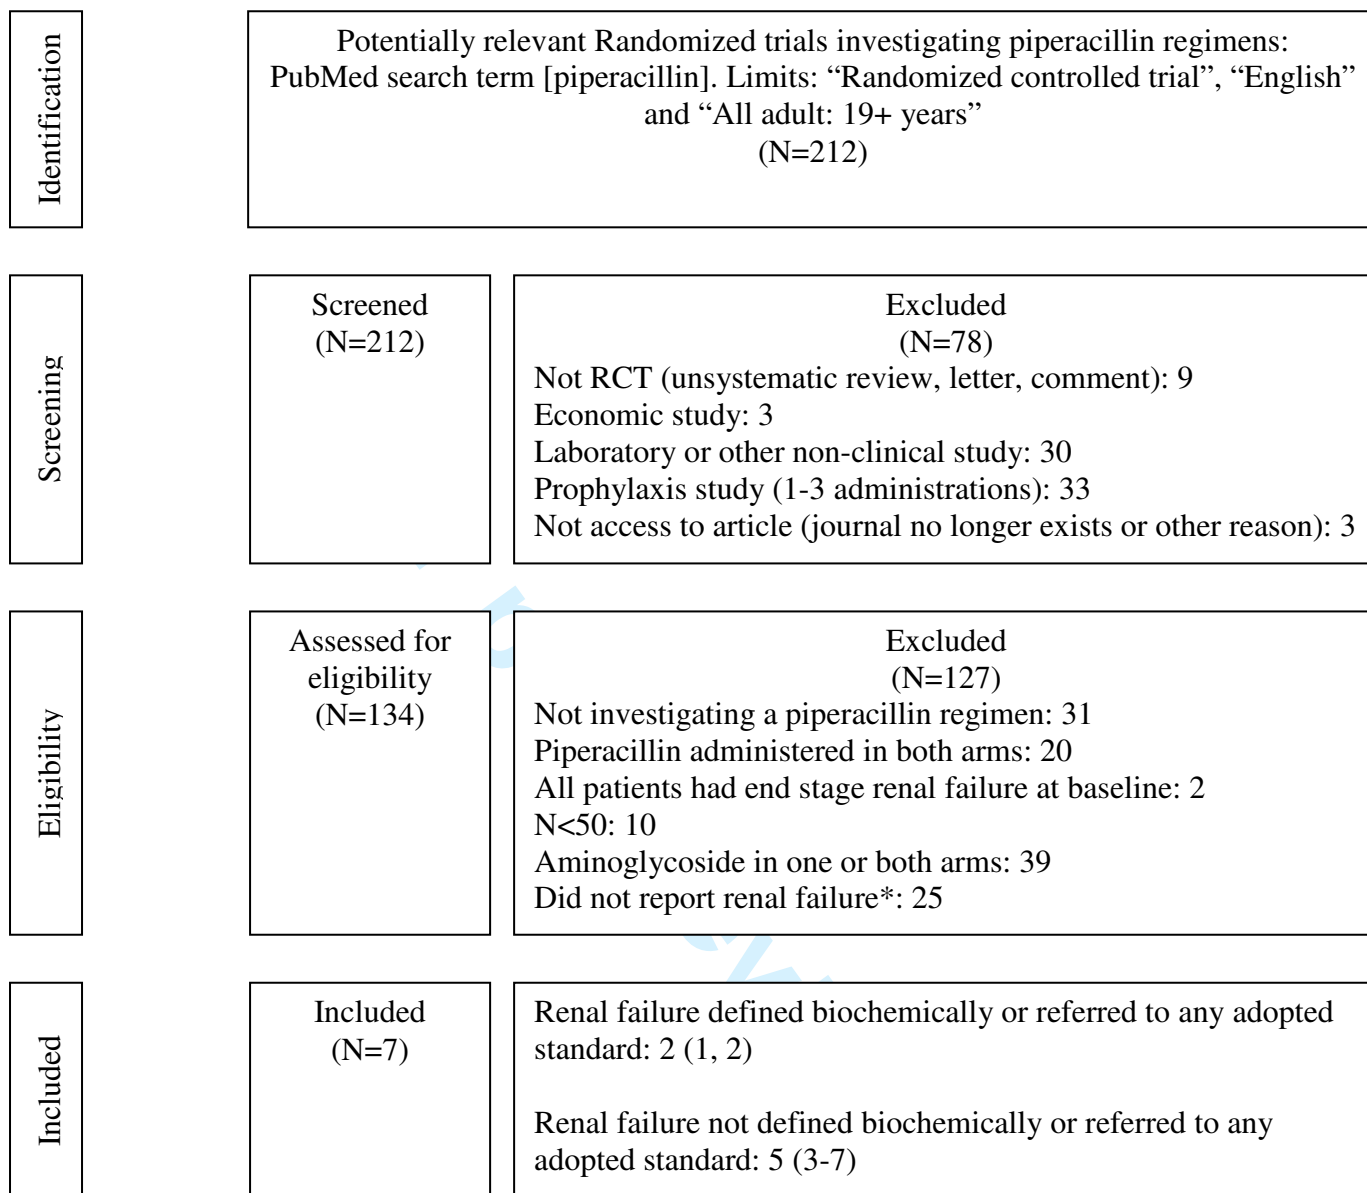 Identification
Potentially relevant Randomized trials investigating piperacillin regimens:
PubMed search term [piperacillin]. Limits: “Randomized controlled trial”, “English”
and “All adult: 19+ years”
(N=212)
Screening
Screened
(N=212)
Excluded
(N=78)
Not RCT (unsystematic review, letter, comment): 9
Economic study: 3
Laboratory or other non-clinical study: 30
Prophylaxis study (1-3 administrations): 33
Not access to article (journal no longer exists or other reason): 3
Eligibility
Assessed for
eligibility
(N=134)
Excluded
(N=127)
Not investigating a piperacillin regimen: 31
Piperacillin administered in both arms: 20
All patients had end stage renal failure at baseline: 2
N<50: 10
Aminoglycoside in one or both arms: 39
Did not report renal failure*: 25
Included
Included
(N=7)
Renal failure defined biochemically or referred to any adopted
standard: 2 (1, 2)
Renal failure not defined biochemically or referred to any
adopted standard: 5 (3-7)